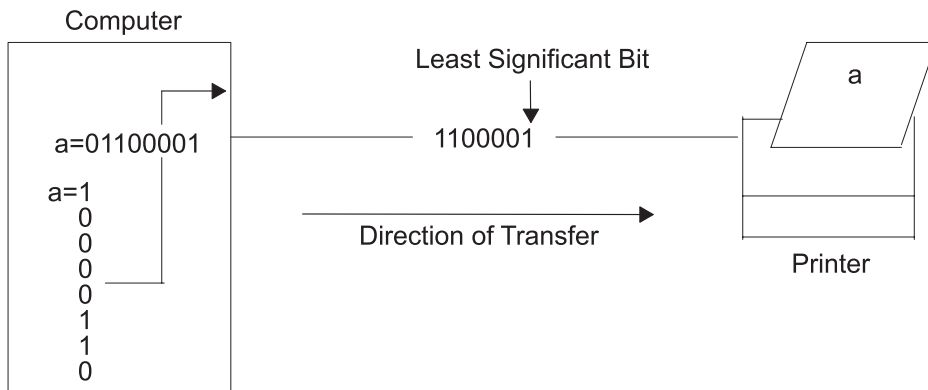 Computer
Least Significant Bit
a
a=01100001
1100001
a=1
0
0
0
0
1
1
0
Direction of Transfer
Printer